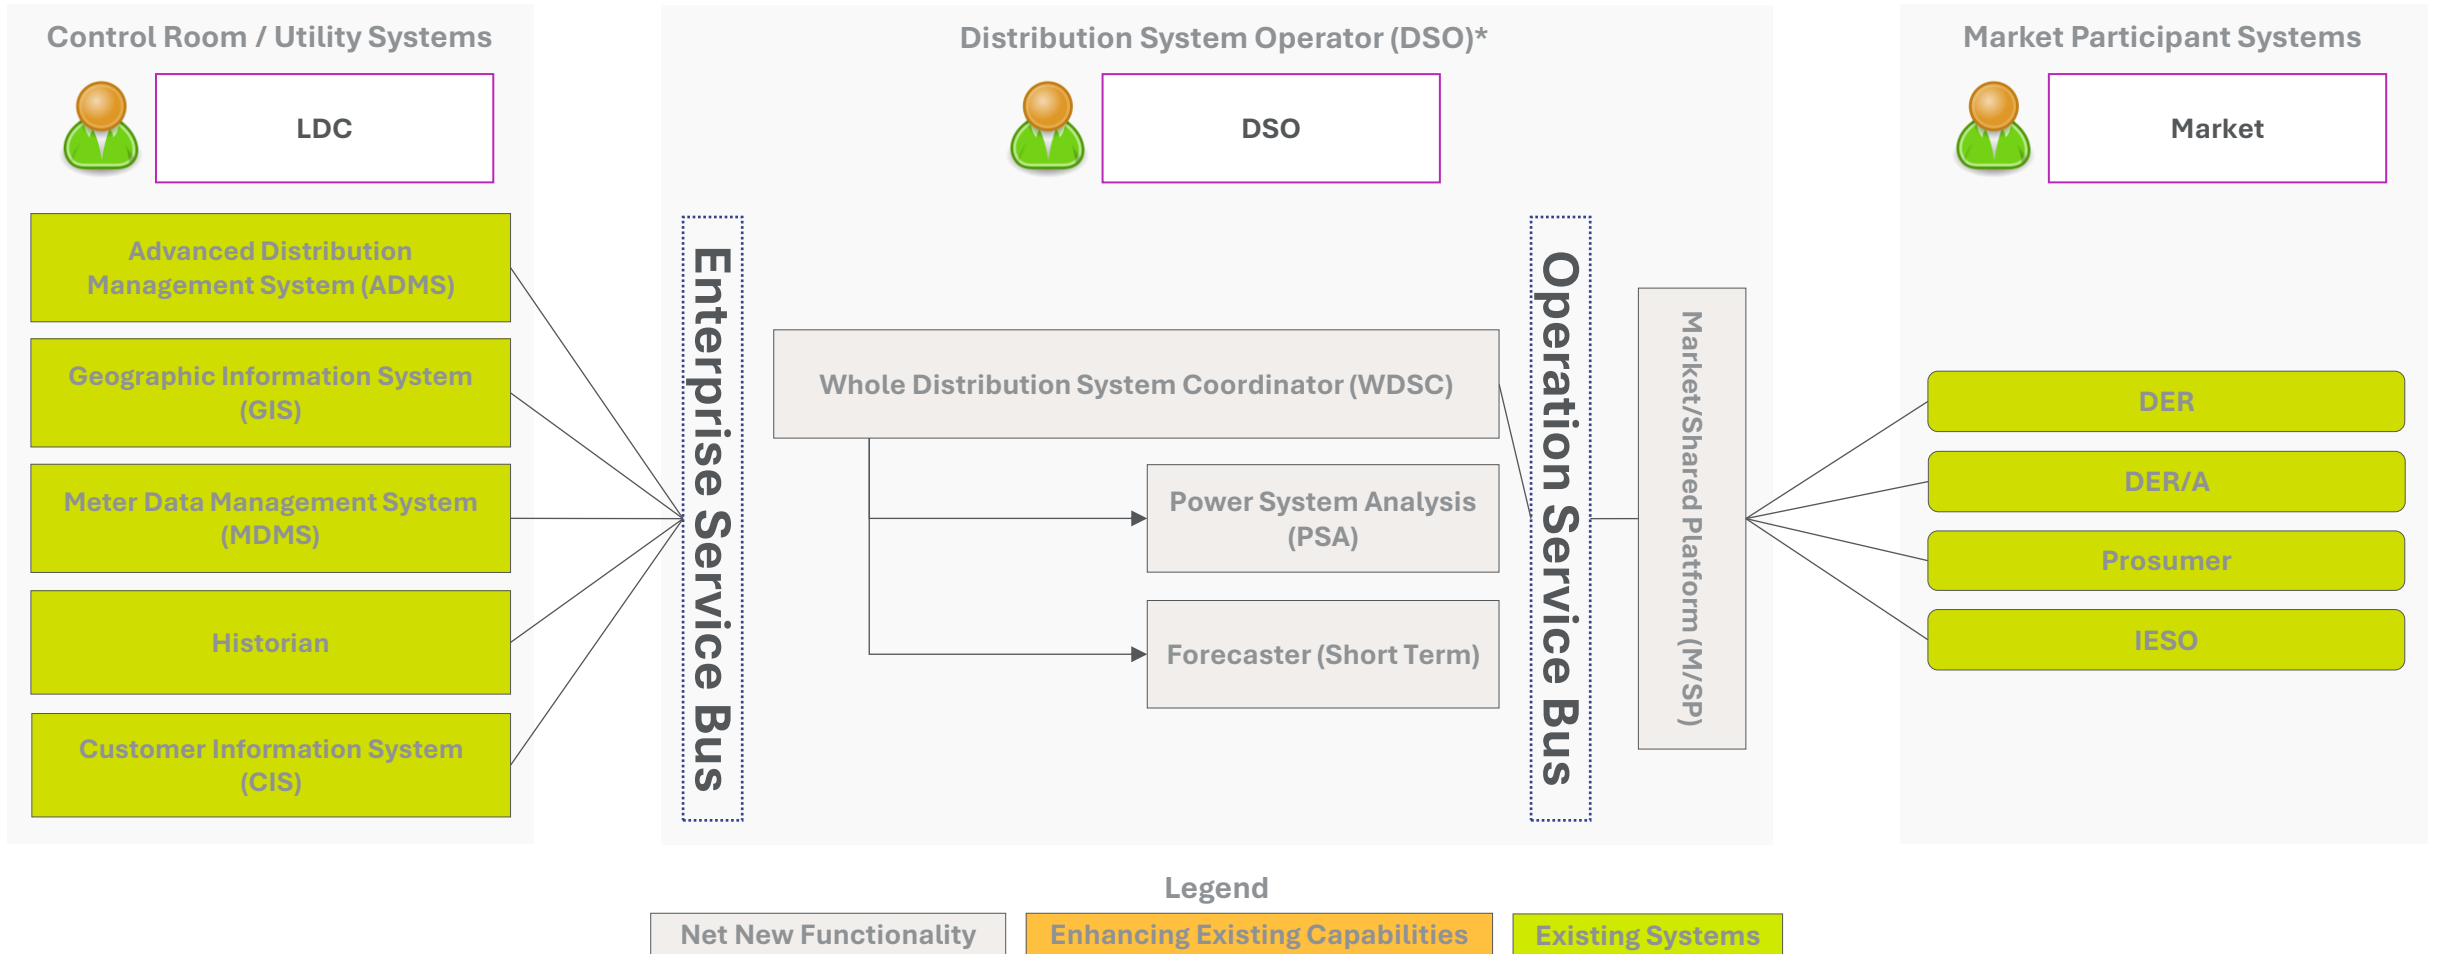 Control Room / Utility Systems
LDC
Advanced Distribution
Management System (ADMS)
Geographic Information System
(GIS)
Meter Data Management System
(MDMS)
Historian
Customer Information System
(CIS)
Distribution System Operator (DSO)*
DSO
Enterprise Service Bus
Whole Distribution System Coordinator (WDSC)
Power System Analysis
(PSA)
Forecaster (Short Term)
Operation Service Bus
Market/Shared Platform (M/SP)
Market Participant Systems
Market
DER
DER/A
Prosumer
IESO
Legend
Net New Functionality
Enhancing Existing Capabilities
Existing Systems